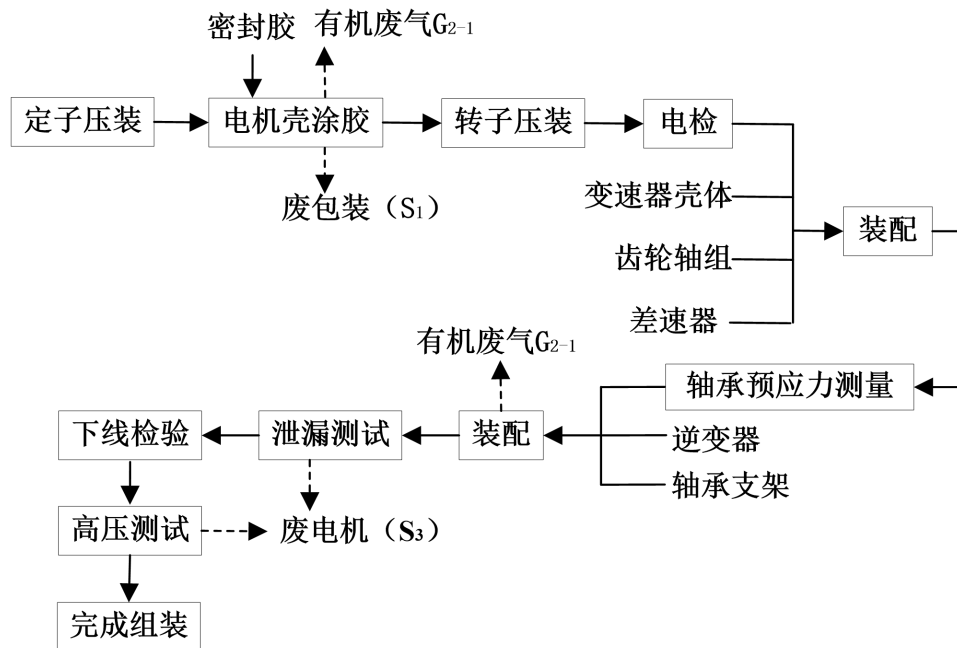 密封胶 有机废气G2-1
定子压装 电机壳涂胶 转子压装 电检
变速器壳体
废包装（S1）
装配
齿轮轴组
差速器
有机废气G2-1
轴承预应力测量
下线检验 泄漏测试 装配 逆变器
轴承支架
高压测试 废电机（S3）
完成组装